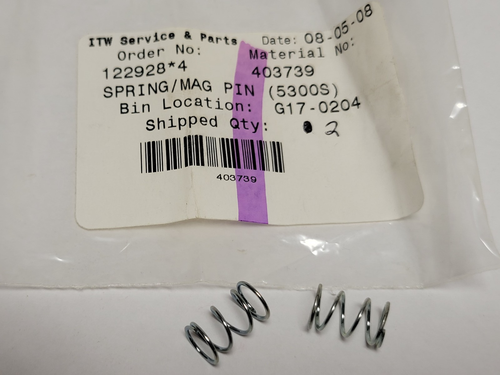 ITW Service & Parts Date: 08-05-08
Order No: Material No:
122928*4 403739
SPRING/MAG PIN (5300S)
Bin Location: G17-0204
Shipped Qty: 2
403739